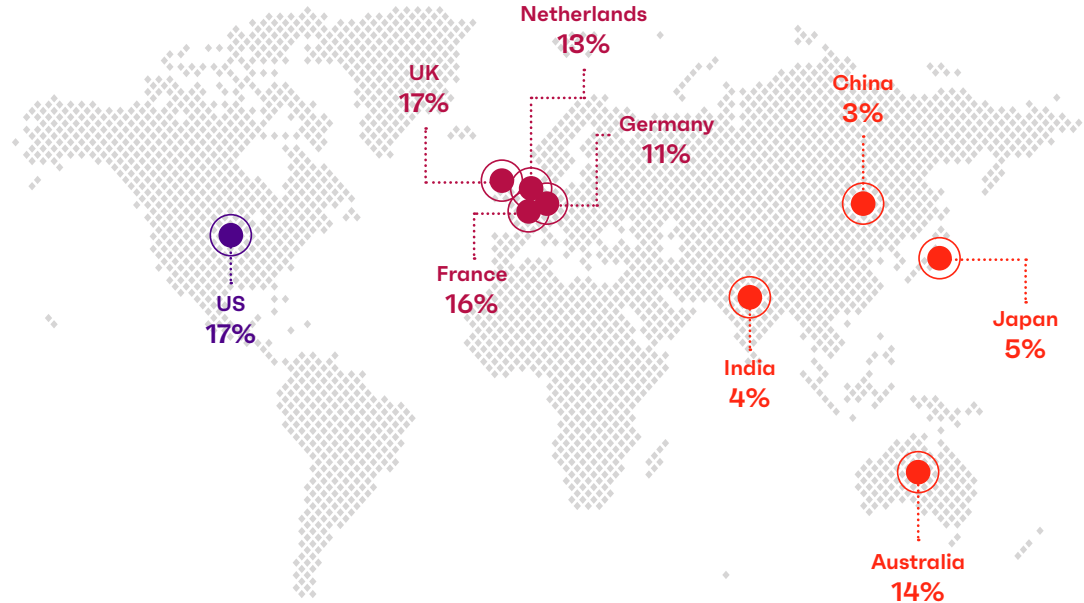 Netherlands
13%
UK
17%
China
3%
Germany
11%
France
16%
US
17%
Japan
5%
India
4%
Australia
14%